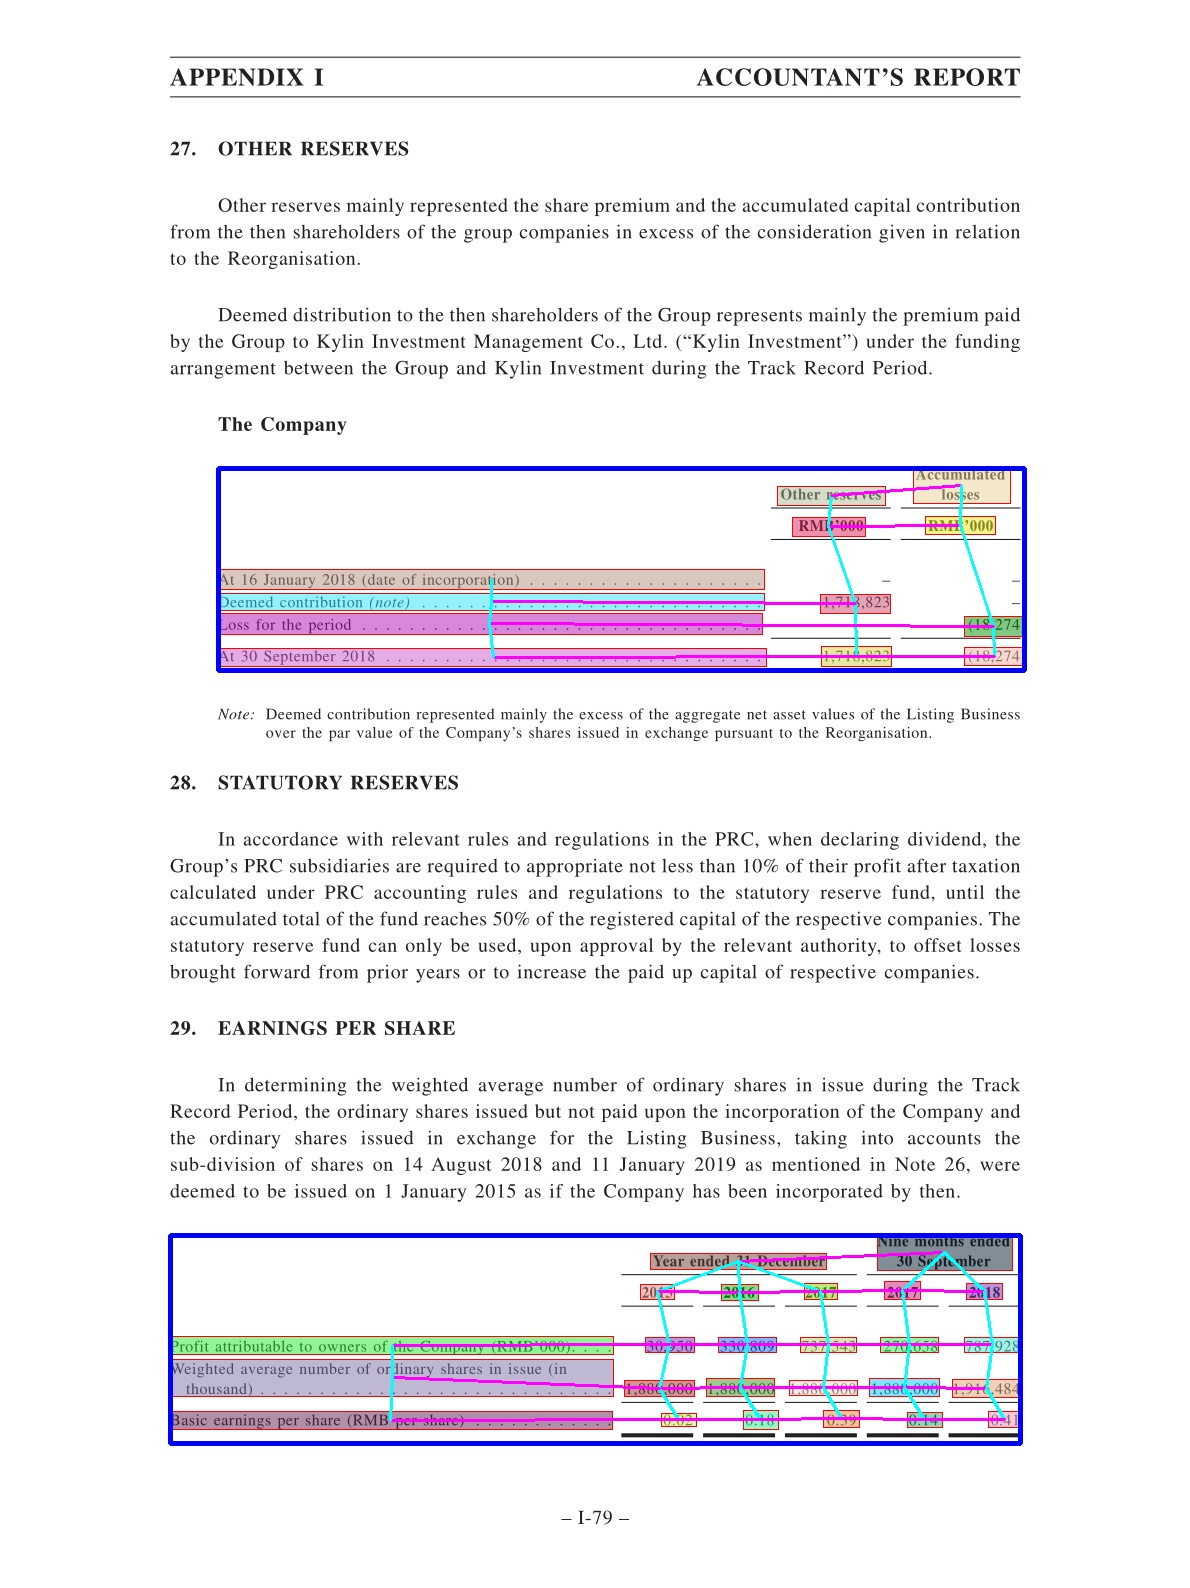 APPENDIX I ACCOUNTANT'S REPORT
27. OTHER RESERVES
Other reserves mainly represented the share premium and the accumulated capital contribution
from the then shareholders of the group companies in excess of the consideration given in relation
to the Reorganisation.
Deemed distribution to the then shareholders of the Group represents mainly the premium paid
by the Group to Kylin Investment Management Co., Ltd. (“Kylin Investment”) under the funding
arrangement between the Group and Kylin Investment during the Track Record Period.
The Company
Accumulated
Other reserves losses
RMB’000 RMB’000
At 16 January 2018 (date of incorporation) . . . . . . . . . . . . . . . . . . . . – –
Deemed contribution (note) . . . . . . . . . . . . . . . . . . . . . . . . . . . . . 1,718,823 –
Loss for the period . . . . . . . . . . . . . . . . . . . . . . . . . . . . . . . . . . (18,274
At 30 September 2018 . . . . . . . . . . . . . . . . . . . . . . . . . . . . . . . . 1,718,823 (18,274
Note: Deemed contribution represented mainly the excess of the aggregate net asset values of the Listing Business
over the par value of the Company’s shares issued in exchange pursuant to the Reorganisation.
28. STATUTORY RESERVES
In accordance with relevant rules and regulations in the PRC, when declaring dividend, the
Group’s PRC subsidiaries are required to appropriate not less than 10% of their profit after taxation
calculated under PRC accounting rules and regulations to the statutory reserve fund, until the
accumulated total of the fund reaches 50% of the registered capital of the respective companies. The
statutory reserve fund can only be used, upon approval by the relevant authority, to offset losses
brought forward from prior years or to increase the paid up capital of respective companies.
29. EARNINGS PER SHARE
In determining the weighted average number of ordinary shares in issue during the Track
Record Period, the ordinary shares issued but not paid upon the incorporation of the Company and
the ordinary shares issued in exchange for the Listing Business, taking into accounts the
sub-division of shares on 14 August 2018 and 11 January 2019 as mentioned in Note 26, were
deemed to be issued on 1 January 2015 as if the Company has been incorporated by then.
Nine months ended
Year ended 31 December 30 September
2015 2016 2017 2017 2018
Profit attributable to owners of the Company (RMB’000). . . . 30,950 330,809 737,543 270,658 787,928
Weighted average number of ordinary shares in issue (in
thousand) . . . . . . . . . . . . . . . . . . . . . . . . . . . . . . 1,880,000 1,880,000 1,880,000 1,880,000 
Basic earnings per share (RMB per share) . . . . . . . . . . . . 0.02 0.18 0.39 0.14 0.41
– I-79 –